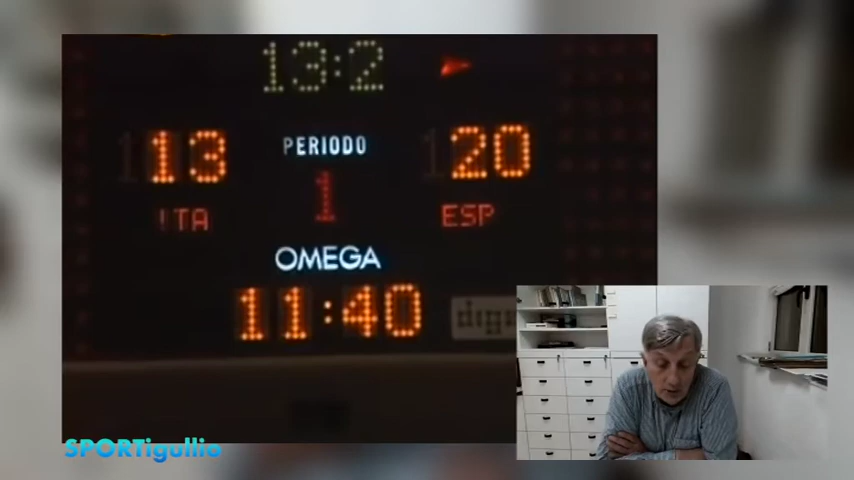 13:2
13 PERIODO 20
ITA 1 ESP
OMEGA
11:40
SPORTigullio